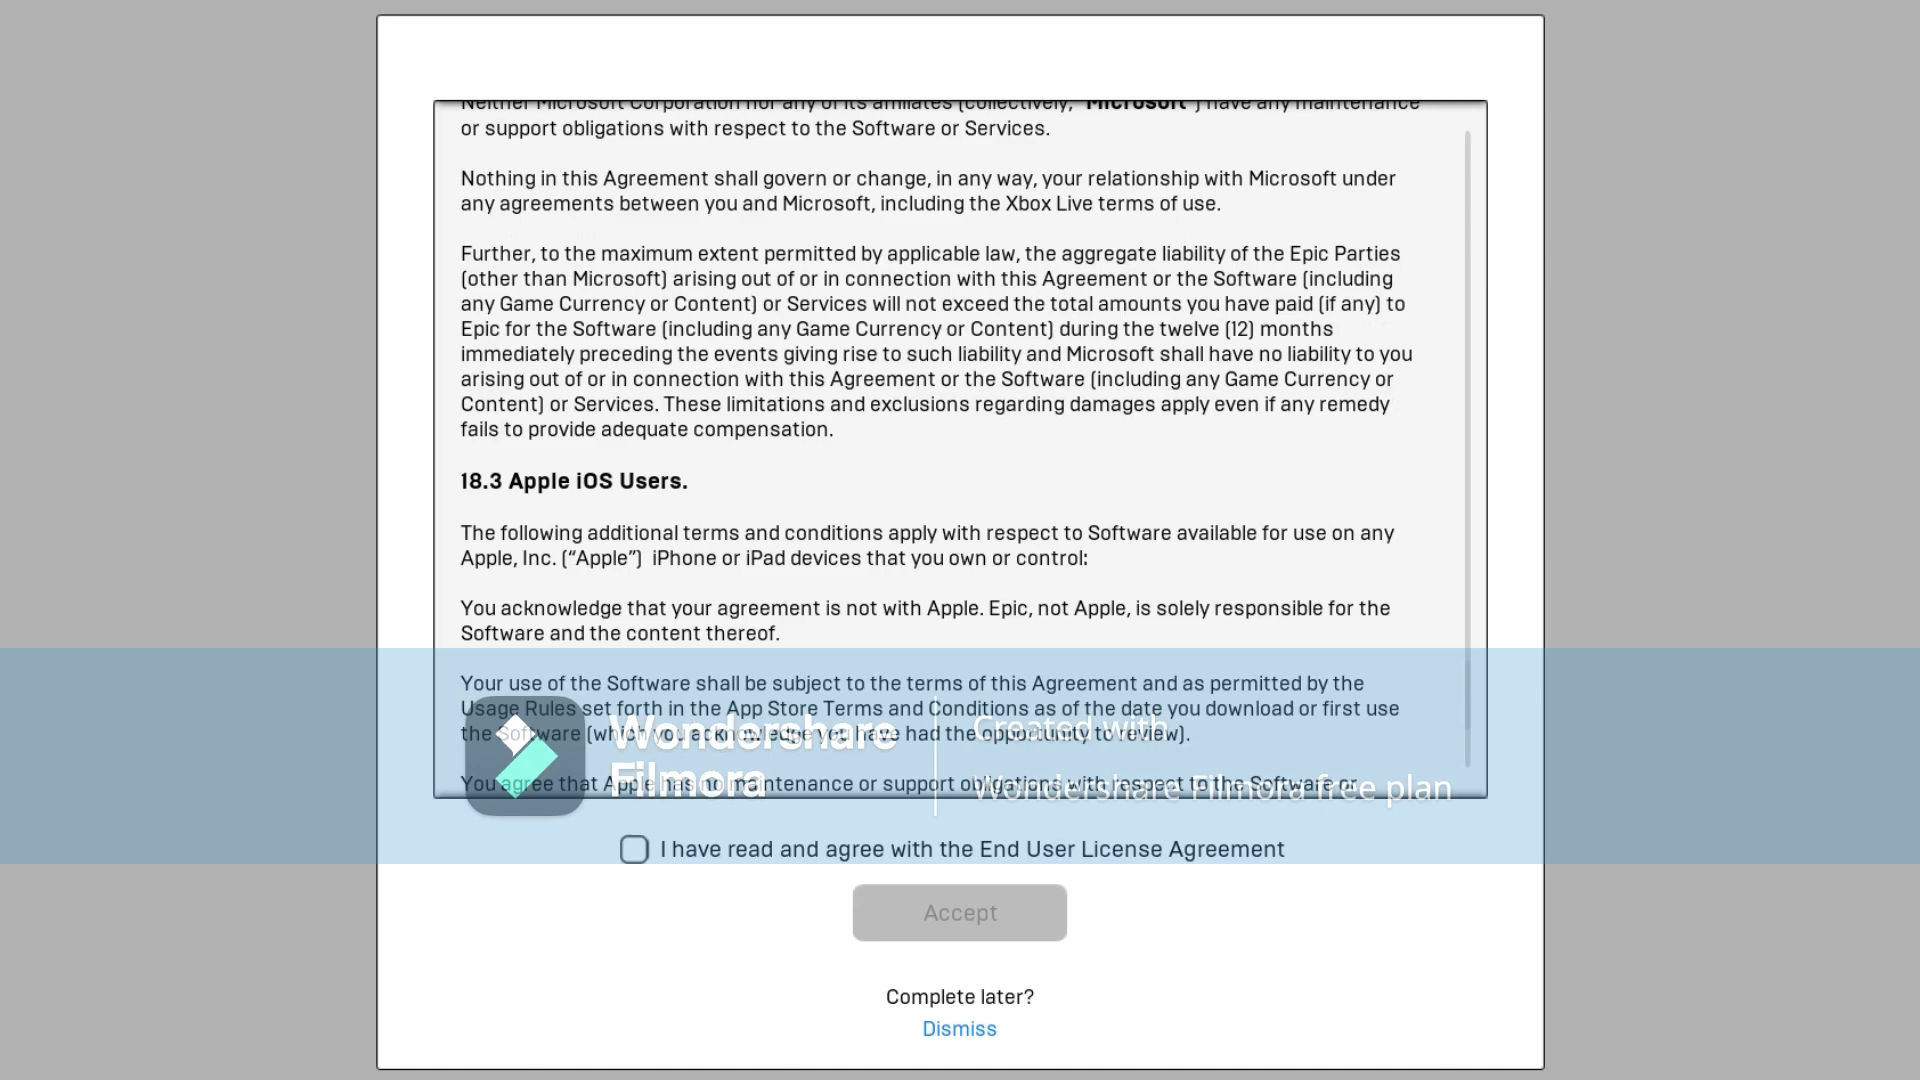 Neither Microsoft Corporation nor any of its affiliates (collectively, "Microsoft") have any maintenance
or support obligations with respect to the Software or Services.
Nothing in this Agreement shall govern or change, in any way, your relationship with Microsoft under
any agreements between you and Microsoft, including the Xbox Live terms of use.
Further, to the maximum extent permitted by applicable law, the aggregate liability of the Epic Parties
(other than Microsoft) arising out of or in connection with this Agreement or the Software (including
any Game Currency or Content) or Services will not exceed the total amounts you have paid (if any) to
Epic for the Software (including any Game Currency or Content) during the twelve (12) months
immediately preceding the events giving rise to such liability and Microsoft shall have no liability to you
arising out of or in connection with this Agreement or the Software (including any Game Currency or
Content) or Services. These limitations and exclusions regarding damages apply even if any remedy
fails to provide adequate compensation.
18.3 Apple iOS Users.
The following additional terms and conditions apply with respect to Software available for use on any
Apple, Inc. (“Apple”)  iPhone or iPad devices that you own or control:
You acknowledge that your agreement is not with Apple. Epic, not Apple, is solely responsible for the
Software and the content thereof.
Your use of the Software shall be subject to the terms of this Agreement and as permitted by the
Usage Rules set forth in the App Store Terms and Conditions as of the date you download or first use
the Software (which you acknowledge you have had the opportunity to review).
You agree that Apple has no maintenance or support obligations with respect to the Software or
Wondershare
Filmora
Created with
Wondershare Filmora free plan
I have read and agree with the End User License Agreement
Accept
Complete later?
Dismiss